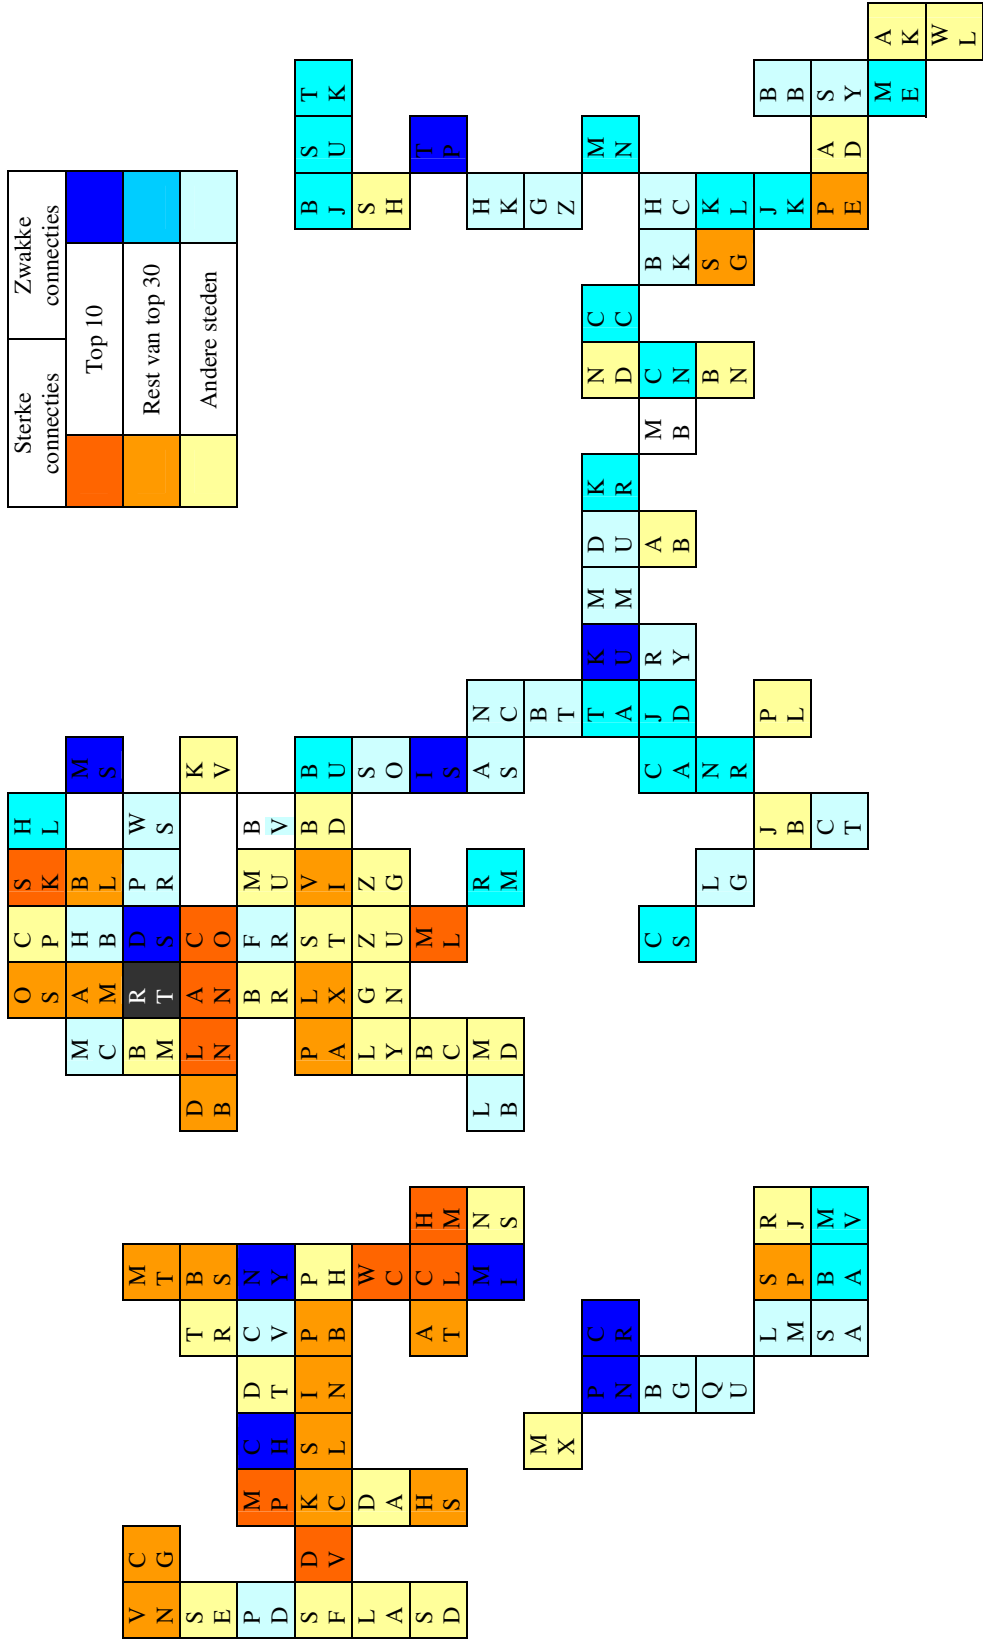 O C S H Sterke Zwakke
S P K L connecties connecties
M A H B M Top 10
C M B L S
V C M B R D P W Rest van top 30
N G T M T S R S
S T B D L A C K Andere steden
E R S B N N O V
P M C D C N B F M B
D P H T V Y R R U V
S D K S I P P P L S V B B B S T
F V C L N B H A X T I D U J U K
L D W L G Z Z S S
A A C Y N U G O H
S H A C H B M I T
D S T L M C L S P
M N L M R A N H
I S B D M S C K
M B G
X T Z
P C T K M D K N C M
N R A U M U R D C N
B C C J R A M C B H
G S A D Y B B N K C
Q L N B S K
U G R N G L
L S R J P J B
M P J B L K B
S B M C P A S
A A V T E D Y
M A
E K
W
L